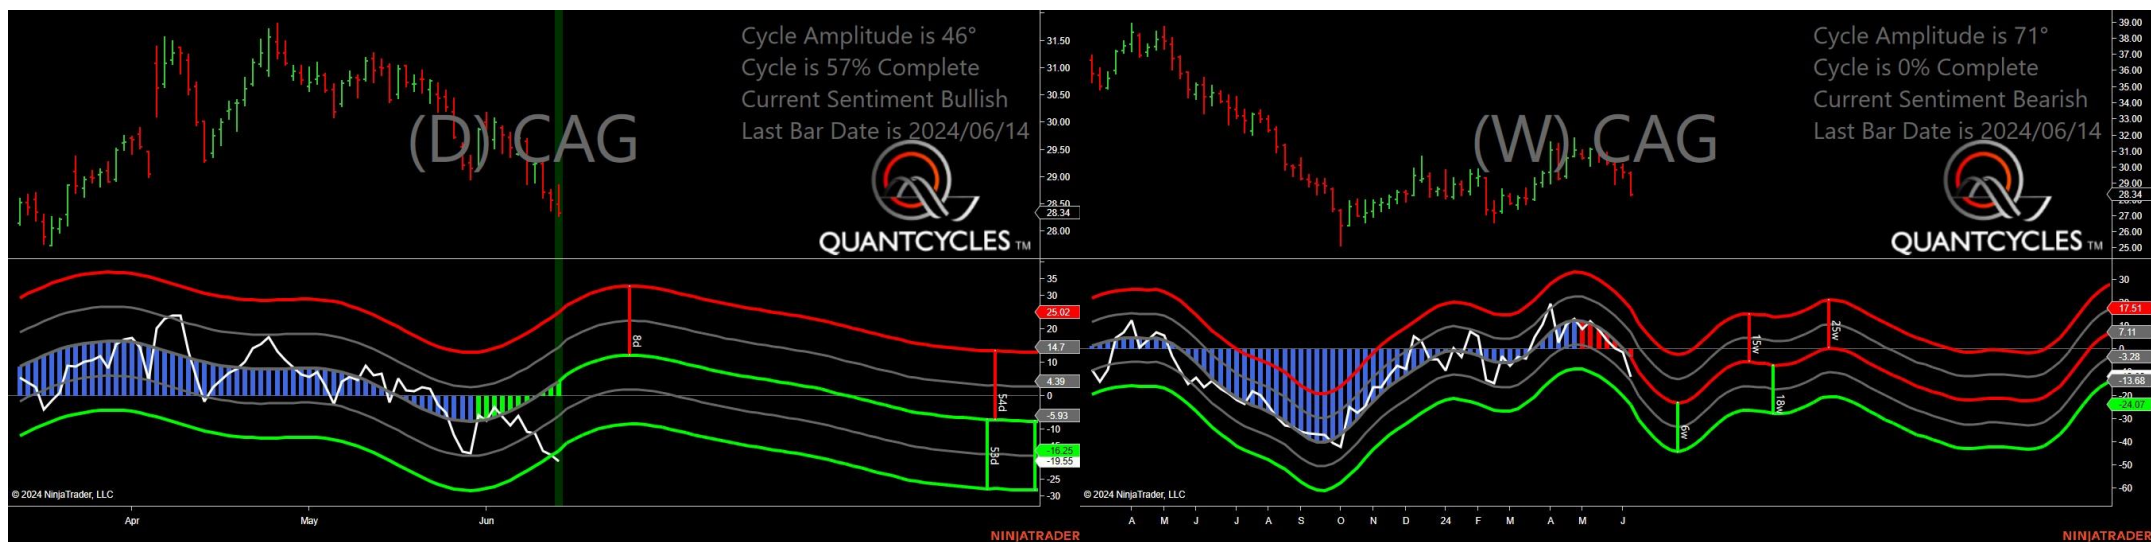 Cycle Amplitude is 46°
Cycle is 57% Complete
Current Sentiment Bullish
Last Bar Date is 2024/06/14
(D) CAG
QUANTCYCLES TM
31.50
31.00
30.50
30.00
29.50
29.00
28.50
28.34
28.00
35
30
25.02
20
14.7
10
4.39
0
-5.93
-10
-16.25
-19.55
-25
-30
8d
54d
53d
© 2024 NinjaTrader, LLC
Apr May Jun
NINJATRADER
Cycle Amplitude is 71°
Cycle is 0% Complete
Current Sentiment Bearish
Last Bar Date is 2024/06/14
(W) CAG
QUANTCYCLES TM
39.00
38.00
37.00
36.00
35.00
34.00
33.00
32.00
31.00
30.00
29.00
28.34
27.00
26.00
25.00
30
17.51
7.11
0
-3.28
-13.68
-24.07
-30
-40
-50
-60
6w
15w
18w
25w
© 2024 NinjaTrader, LLC
A M J J A S O N D 24 F M A M J
NINJATRADER